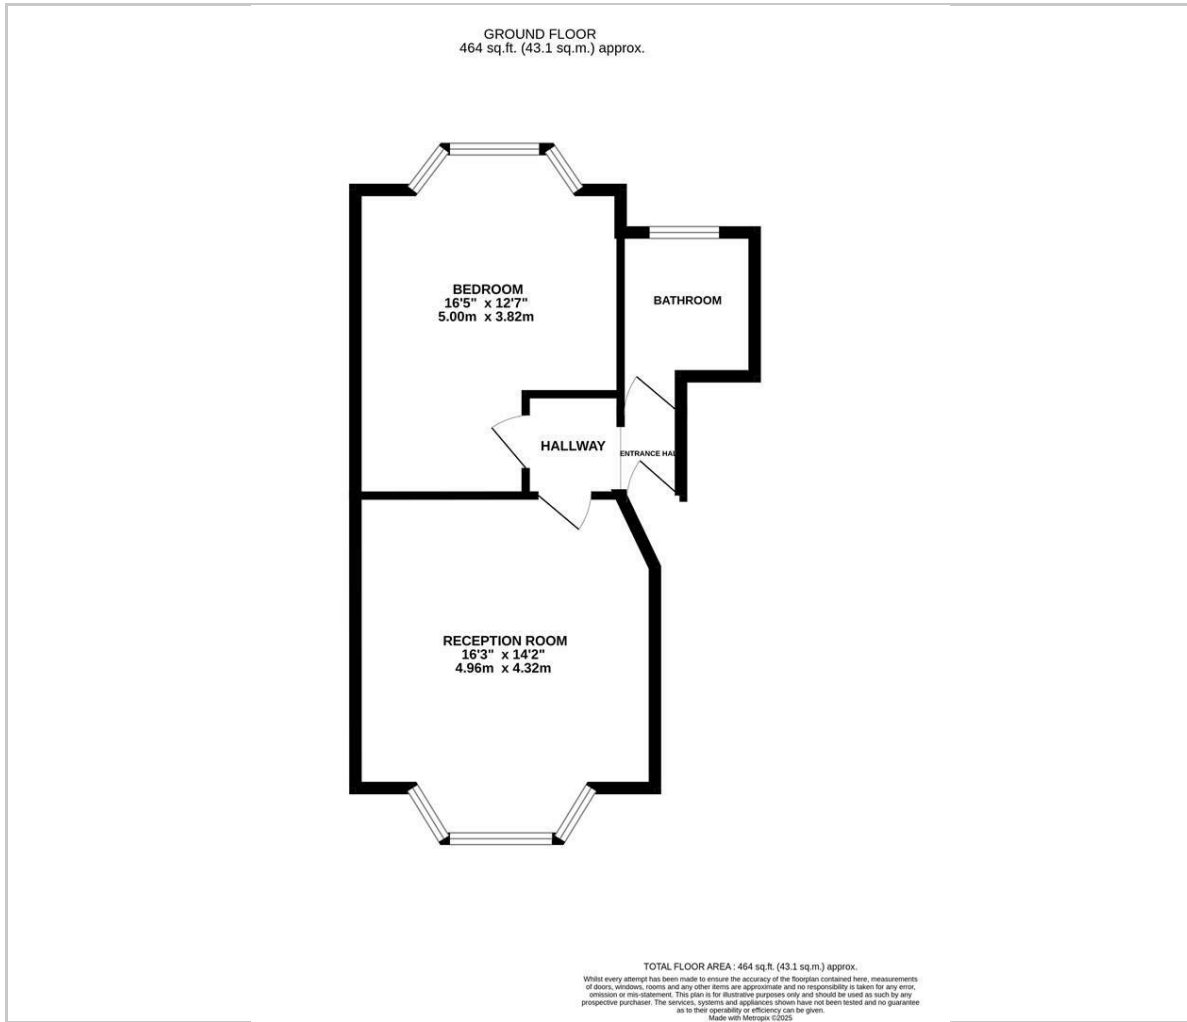 GROUND FLOOR
464 sq.ft. (43.1 sq.m.) approx.
BEDROOM
16'5" x 12'7"
5.00m x 3.82m
BATHROOM
HALLWAY
ENTRANCE HAL
RECEPTION ROOM
16'3" x 14'2"
4.96m x 4.32m
TOTAL FLOOR AREA : 464 sq.ft. (43.1 sq.m.) approx.
Whilst every attempt has been made to ensure the accuracy of the floorplan contained here, measurements
of doors, windows, rooms and any other items are approximate and no responsibility is taken for any error,
omission or mis-statement. This plan is for illustrative purposes only and should be used as such by any
prospective purchaser. The services, systems and appliances shown have not been tested and no guarantee
as to their operability or efficiency can be given.
Made with Metropix ©2025